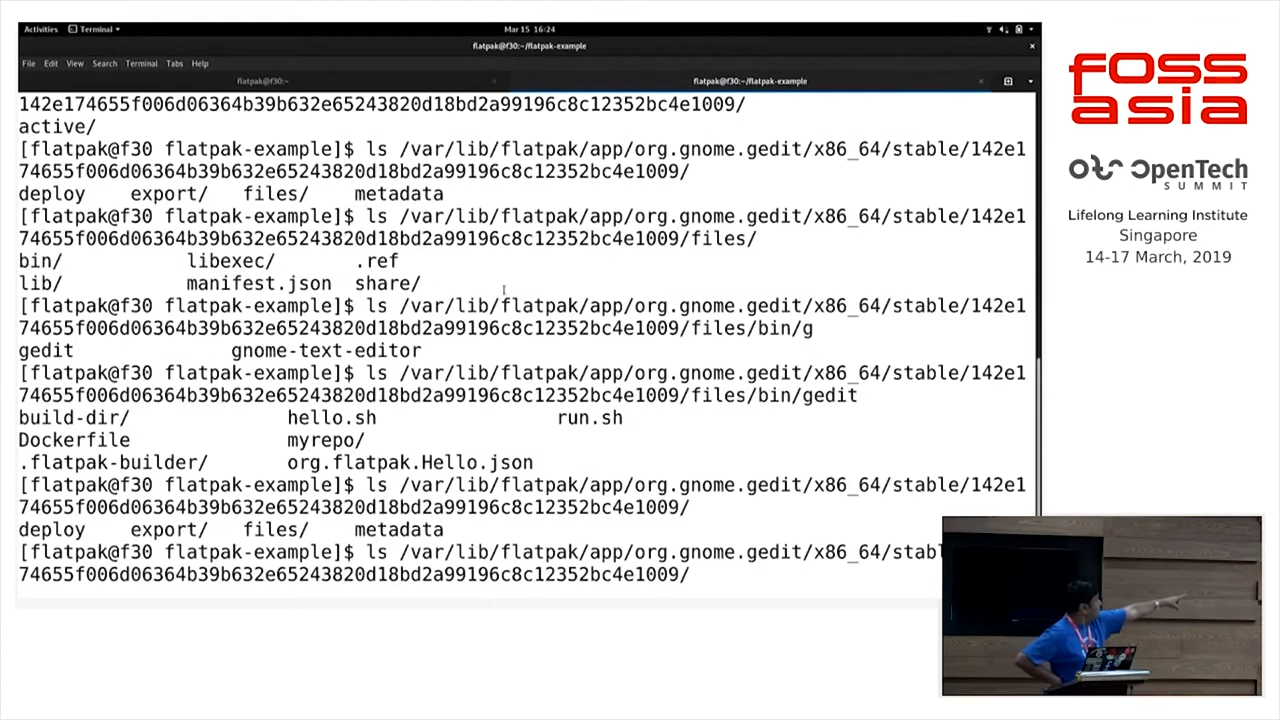 Activities Terminal Mar 15 16:24
flatpak@f30:~/flatpak-example
File Edit View Search Terminal Tabs Help
flatpak@f30:~ flatpak@f30:~/flatpak-example
142e174655f006d06364b39b632e65243820d18bd2a99196c8c12352bc4e1009/
active/
[flatpak@f30 flatpak-example]$ ls /var/lib/flatpak/app/org.gnome.gedit/x86_64/stable/142e1
74655f006d06364b39b632e65243820d18bd2a99196c8c12352bc4e1009/
deploy export/ files/ metadata
[flatpak@f30 flatpak-example]$ ls /var/lib/flatpak/app/org.gnome.gedit/x86_64/stable/142e1
74655f006d06364b39b632e65243820d18bd2a99196c8c12352bc4e1009/files/
bin/ libexec/ .ref
lib/ manifest.json share/
[flatpak@f30 flatpak-example]$ ls /var/lib/flatpak/app/org.gnome.gedit/x86_64/stable/142e1
74655f006d06364b39b632e65243820d18bd2a99196c8c12352bc4e1009/files/bin/g
gedit gnome-text-editor
[flatpak@f30 flatpak-example]$ ls /var/lib/flatpak/app/org.gnome.gedit/x86_64/stable/142e1
74655f006d06364b39b632e65243820d18bd2a99196c8c12352bc4e1009/files/bin/gedit
build-dir/ hello.sh run.sh
Dockerfile myrepo/
.flatpak-builder/ org.flatpak.Hello.json
[flatpak@f30 flatpak-example]$ ls /var/lib/flatpak/app/org.gnome.gedit/x86_64/stable/142e1
74655f006d06364b39b632e65243820d18bd2a99196c8c12352bc4e1009/
deploy export/ files/ metadata
[flatpak@f30 flatpak-example]$ ls /var/lib/flatpak/app/org.gnome.gedit/x86_64/stabl
74655f006d06364b39b632e65243820d18bd2a99196c8c12352bc4e1009/
FOSS
asia
OpenTech
SUMMIT
Lifelong Learning Institute
Singapore
14-17 March, 2019